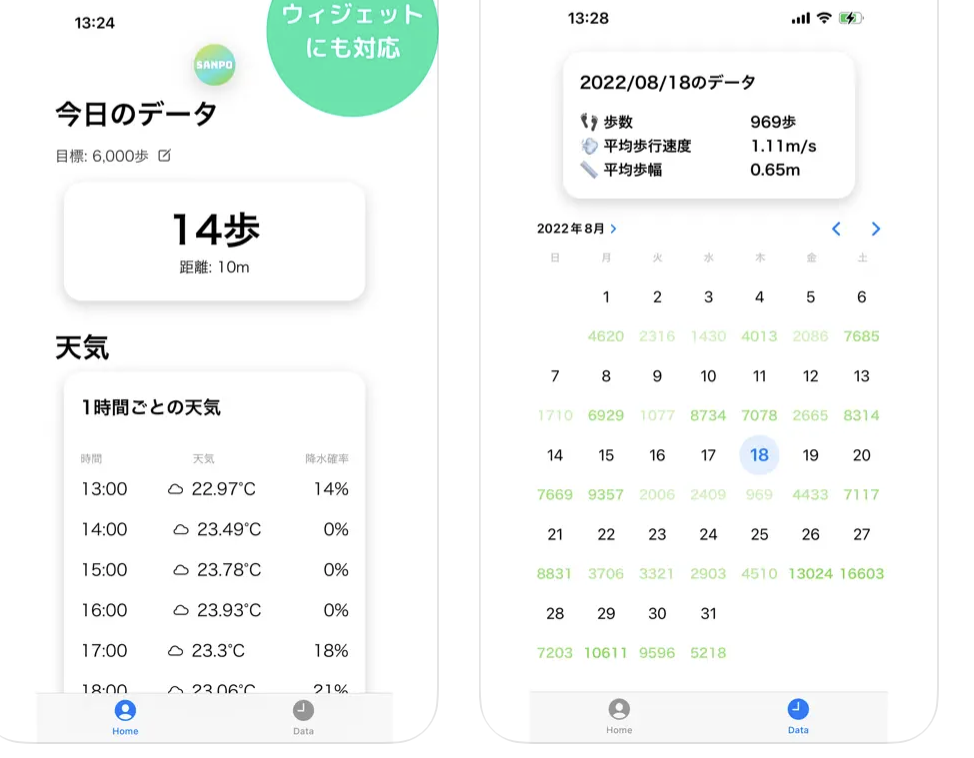 13:24
ウィジェット
にも対応
SANPO
今日のデータ
目標: 6,000歩
14歩
距離: 10m
天気
1時間ごとの天気
時間 天気 降水確率
13:00 22.97°C 14%
14:00 23.49°C 0%
15:00 23.78°C 0%
16:00 23.93°C 0%
17:00 23.3°C 18%
18:00 23.06°C 21%
Home Data
13:28
2022/08/18のデータ
歩数 969歩
平均歩行速度 1.11m/s
平均歩幅 0.65m
2022年8月
日 月 火 水 木 金 土
1 2 3 4 5 6
4620 2316 1430 4013 2086 7685
7 8 9 10 11 12 13
1710 6929 1077 8734 7078 2665 8314
14 15 16 17 18 19 20
7669 9357 2006 2409 969 4433 7117
21 22 23 24 25 26 27
8831 3706 3321 2903 4510 13024 16603
28 29 30 31
7203 10611 9596 5218
Home Data